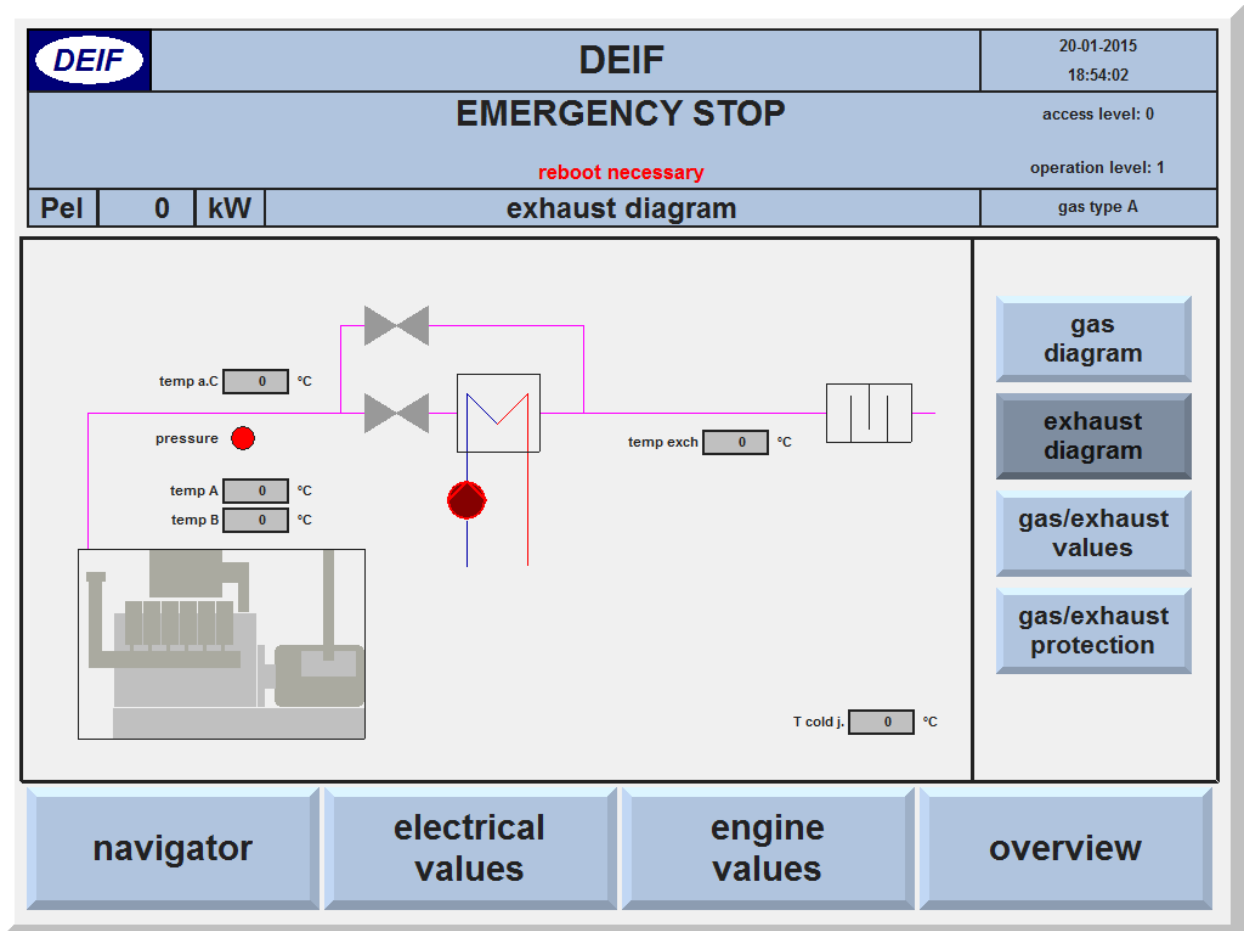 DEIF
DEIF
20-01-2015
18:54:02
EMERGENCY STOP
access level: 0
reboot necessary
operation level: 1
Pel 0 kW
exhaust diagram
gas type A
temp a.C 0 °C
pressure
temp A 0 °C
temp B 0 °C
temp exch 0 °C
T cold j. 0 °C
gas
diagram
exhaust
diagram
gas/exhaust
values
gas/exhaust
protection
navigator
electrical
values
engine
values
overview